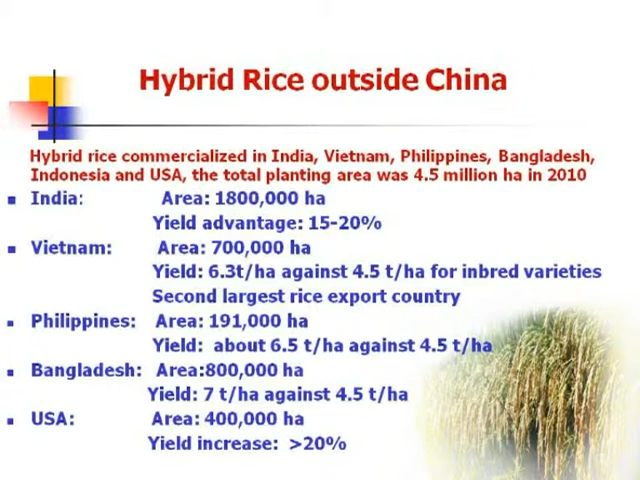 Hybrid Rice outside China
Hybrid rice commercialized in India, Vietnam, Philippines, Bangladesh,
Indonesia and USA, the total planting area was 4.5 million ha in 2010
India: Area: 1800,000 ha
Yield advantage: 15-20%
Vietnam: Area: 700,000 ha
Yield: 6.3t/ha against 4.5 t/ha for inbred varieties
Second largest rice export country
Philippines: Area: 191,000 ha
Yield: about 6.5 t/ha against 4.5 t/ha
Bangladesh: Area:800,000 ha
Yield: 7 t/ha against 4.5 t/ha
USA: Area: 400,000 ha
Yield increase: >20%